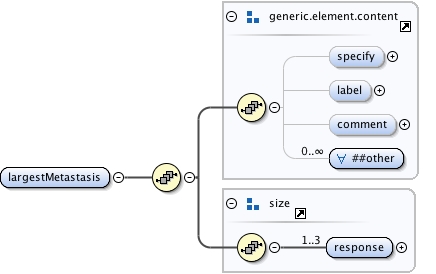 generic.element.content
specify
label
comment
0..∞
∀ ##other
largestMetastasis
size
1..3
response